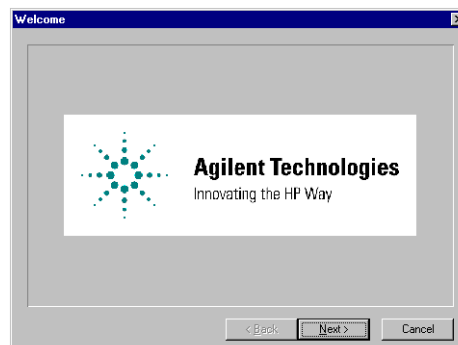 Welcome
Agilent Technologies
Innovating the HP Way
< Back
Next >
Cancel